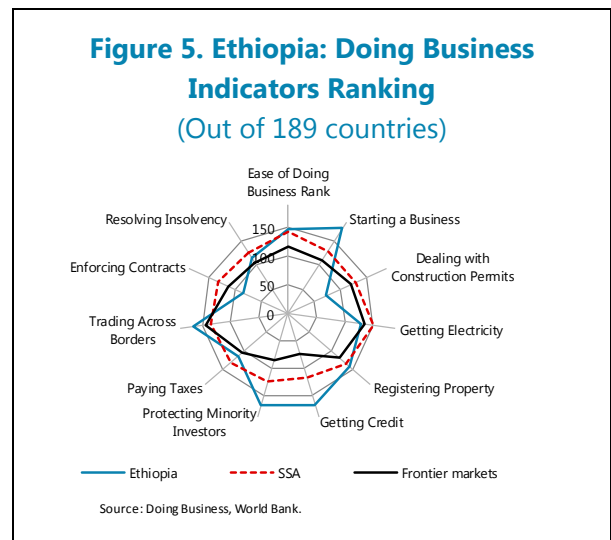 Figure 5. Ethiopia: Doing Business
Indicators Ranking
(Out of 189 countries)
Ease of Doing
Business Rank
Starting a Business
Dealing with
Construction Permits
Getting Electricity
Registering Property
Getting Credit
Protecting Minority
Investors
Paying Taxes
Trading Across
Borders
Enforcing Contracts
Resolving Insolvency
150
100
50
0
Ethiopia
SSA
Frontier markets
Source: Doing Business, World Bank.